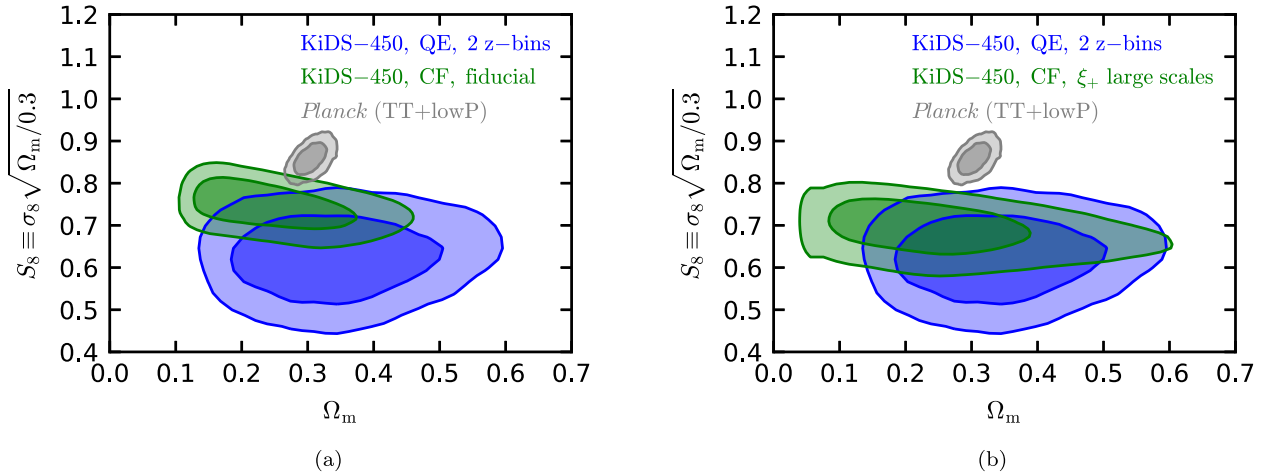 1.2
1.1
1.0
0.9
0.8
0.7
0.6
0.5
0.4
S₈ ≡ σ₈√Ωₘ/0.3
KiDS−450, QE, 2 z−bins
KiDS−450, CF, fiducial
Planck (TT+lowP)
0.0 0.1 0.2 0.3 0.4 0.5 0.6 0.7
Ωₘ
(a)
1.2
1.1
1.0
0.9
0.8
0.7
0.6
0.5
0.4
S₈ ≡ σ₈√Ωₘ/0.3
KiDS−450, QE, 2 z−bins
KiDS−450, CF, ξ₊ large scales
Planck (TT+lowP)
0.0 0.1 0.2 0.3 0.4 0.5 0.6 0.7
Ωₘ
(b)